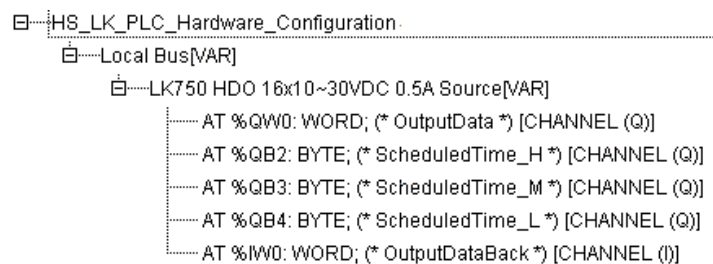 HS_LK_PLC_Hardware_Configuration
Local Bus[VAR]
LK750 HDO 16x10~30VDC 0.5A Source[VAR]
AT %QW0: WORD; (* OutputData *) [CHANNEL (Q)]
AT %QB2: BYTE; (* ScheduledTime_H *) [CHANNEL (Q)]
AT %QB3: BYTE; (* ScheduledTime_M *) [CHANNEL (Q)]
AT %QB4: BYTE; (* ScheduledTime_L *) [CHANNEL (Q)]
AT %IW0: WORD; (* OutputDataBack *) [CHANNEL (I)]